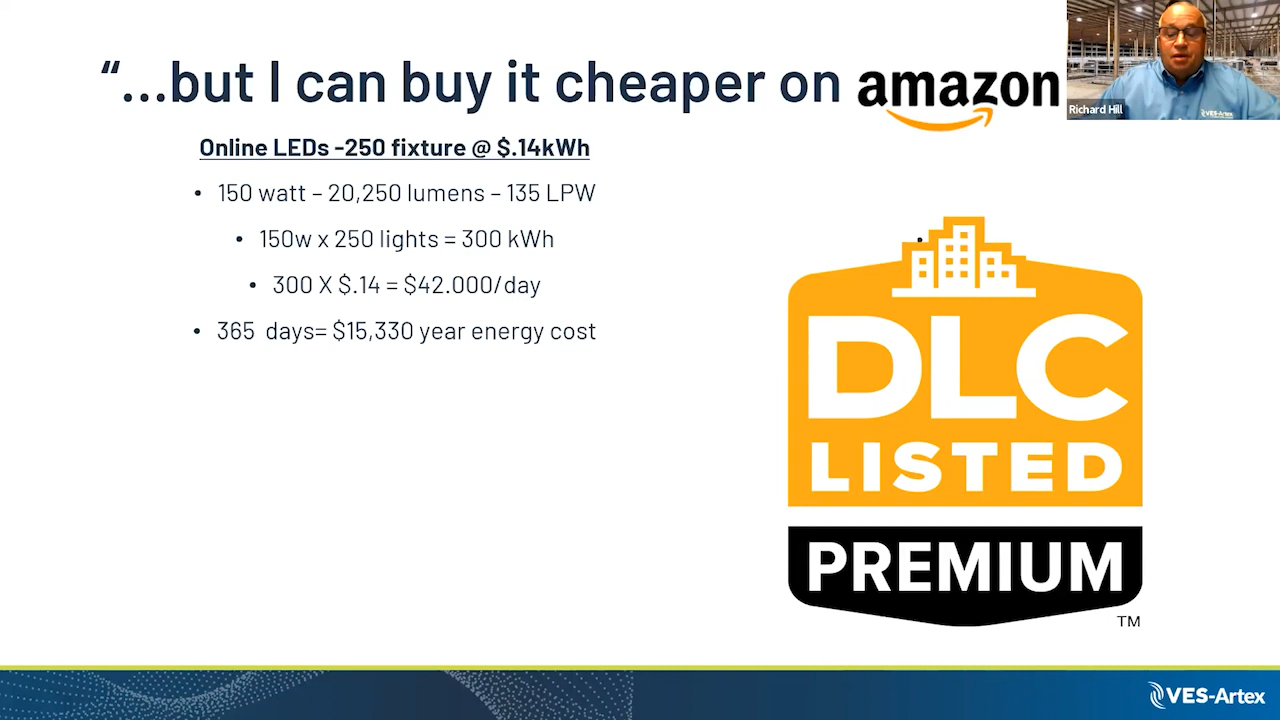 “...but I can buy it cheaper on amazon
Richard Hill
VES-Artex
Online LEDs -250 fixture @ $.14kWh
• 150 watt – 20,250 lumens – 135 LPW
• 150w x 250 lights = 300 kWh
• 300 X $.14 = $42.000/day
• 365 days= $15,330 year energy cost
DLC
LISTED
PREMIUM
TM
VES-Artex